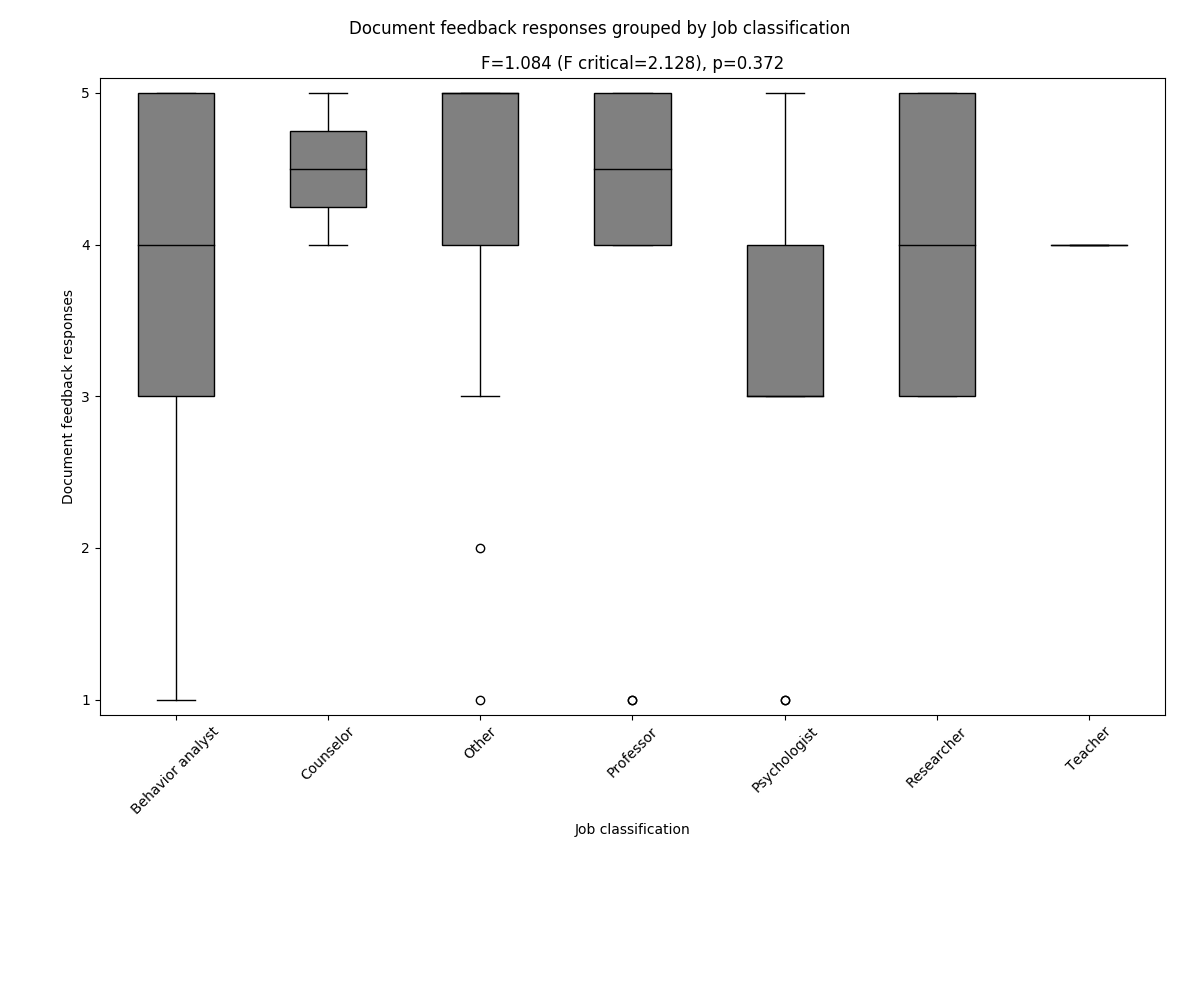 Document feedback responses grouped by Job classification
F=1.084 (F critical=2.128), p=0.372
5
4
3
2
1
Document feedback responses
Behavior analyst
Counselor
Other
Professor
Psychologist
Researcher
Teacher
Job classification